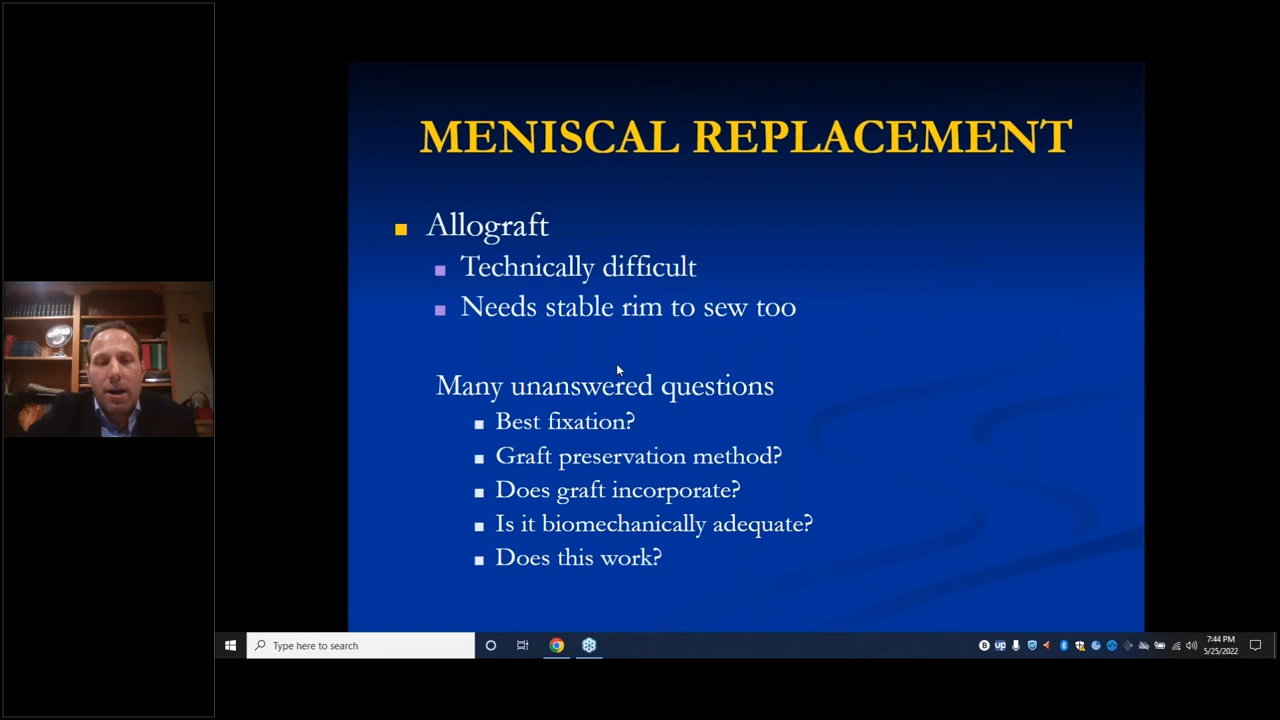 MENISCAL REPLACEMENT
Allograft
Technically difficult
Needs stable rim to sew too
Many unanswered questions
Best fixation?
Graft preservation method?
Does graft incorporate?
Is it biomechanically adequate?
Does this work?
Type here to search
up
7:44 PM
5/25/2022